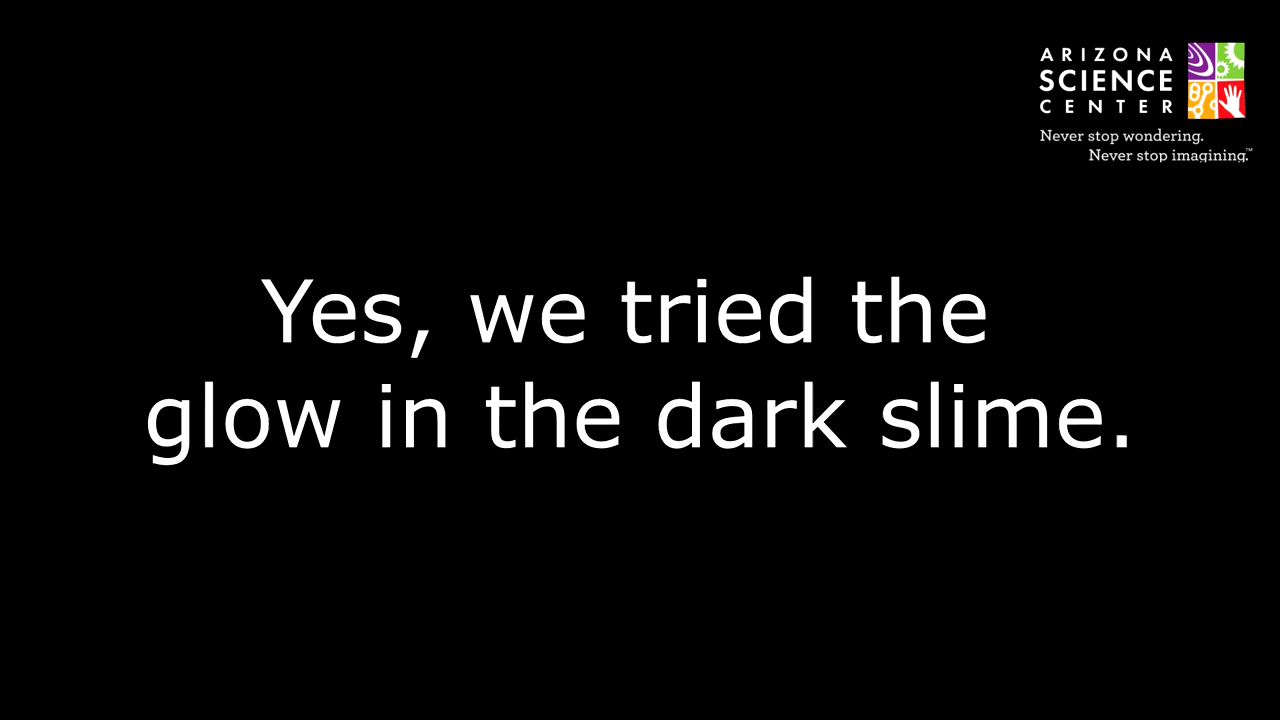 ARIZONA
SCIENCE
CENTER
Never stop wondering.
Never stop imagining.™
Yes, we tried the
glow in the dark slime.